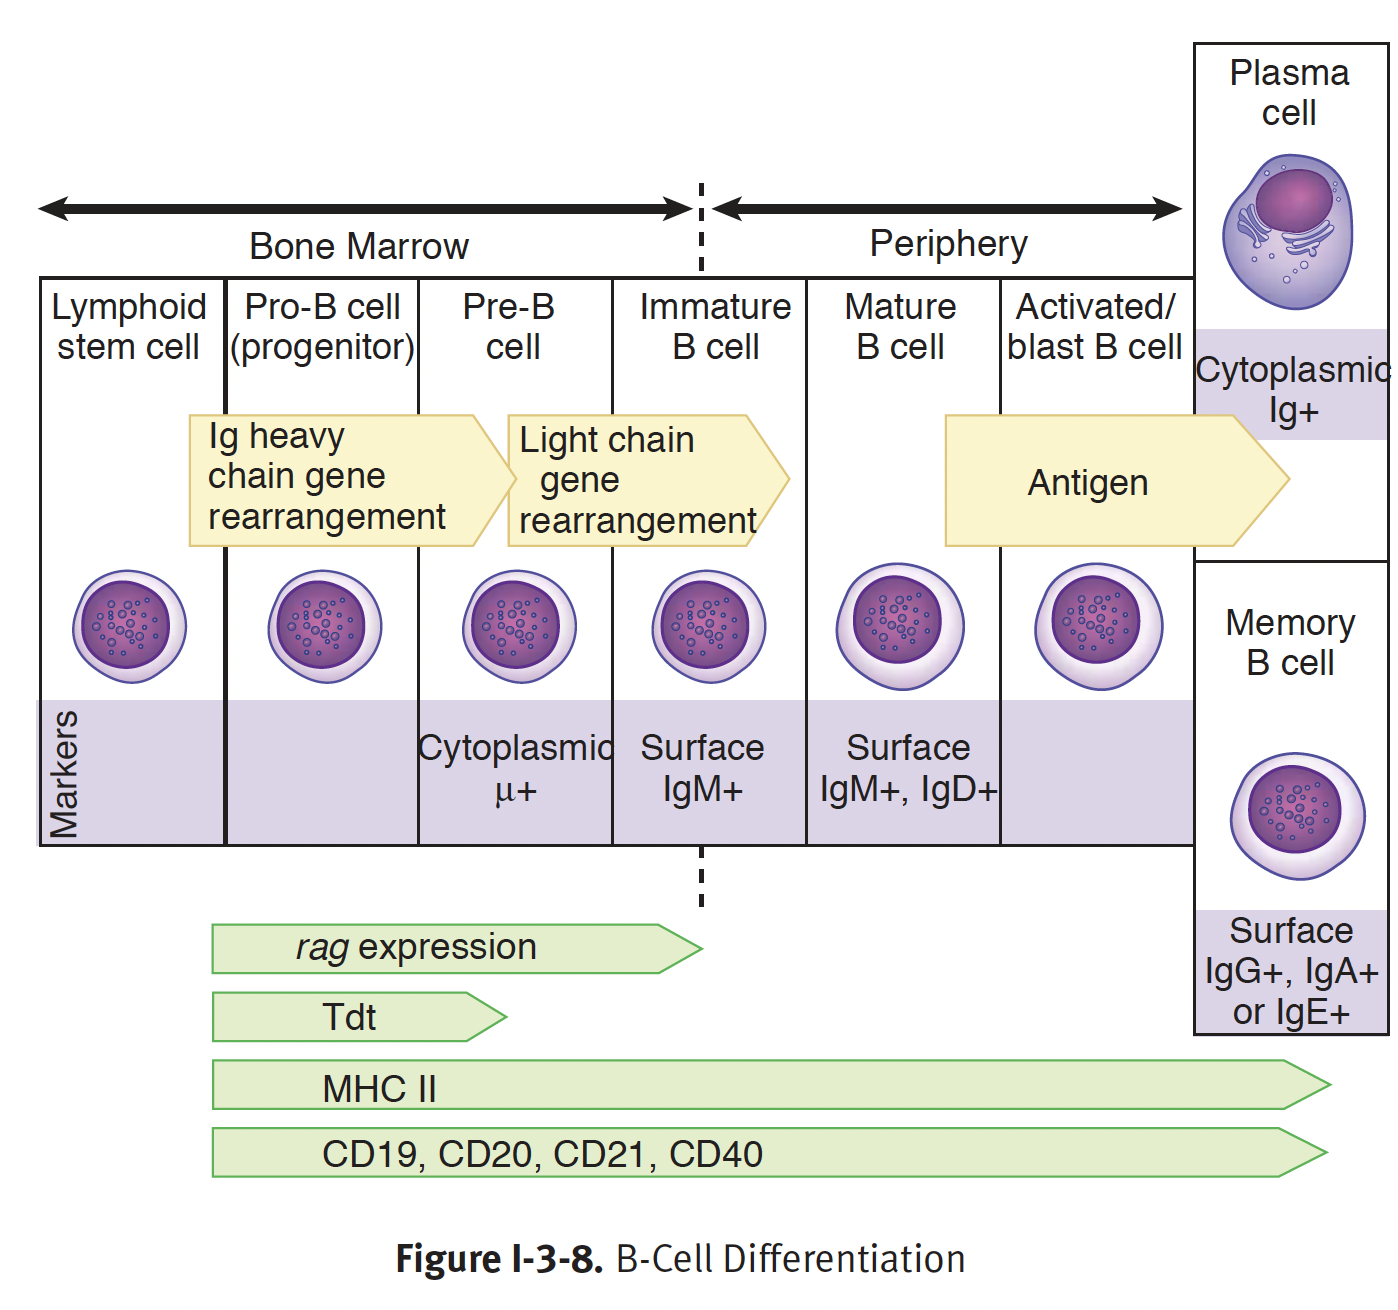 Plasma
cell
Bone Marrow
Periphery
Lymphoid
stem cell
Pro-B cell
(progenitor)
Pre-B
cell
Immature
B cell
Mature
B cell
Activated/
blast B cell
Cytoplasmic
Ig+
Ig heavy
chain gene
rearrangement
Light chain
gene
rearrangement
Antigen
Memory
B cell
Markers
Cytoplasmic
μ+
Surface
IgM+
Surface
IgM+, IgD+
Surface
IgG+, IgA+
or IgE+
rag expression
Tdt
MHC II
CD19, CD20, CD21, CD40
Figure I-3-8. B-Cell Differentiation